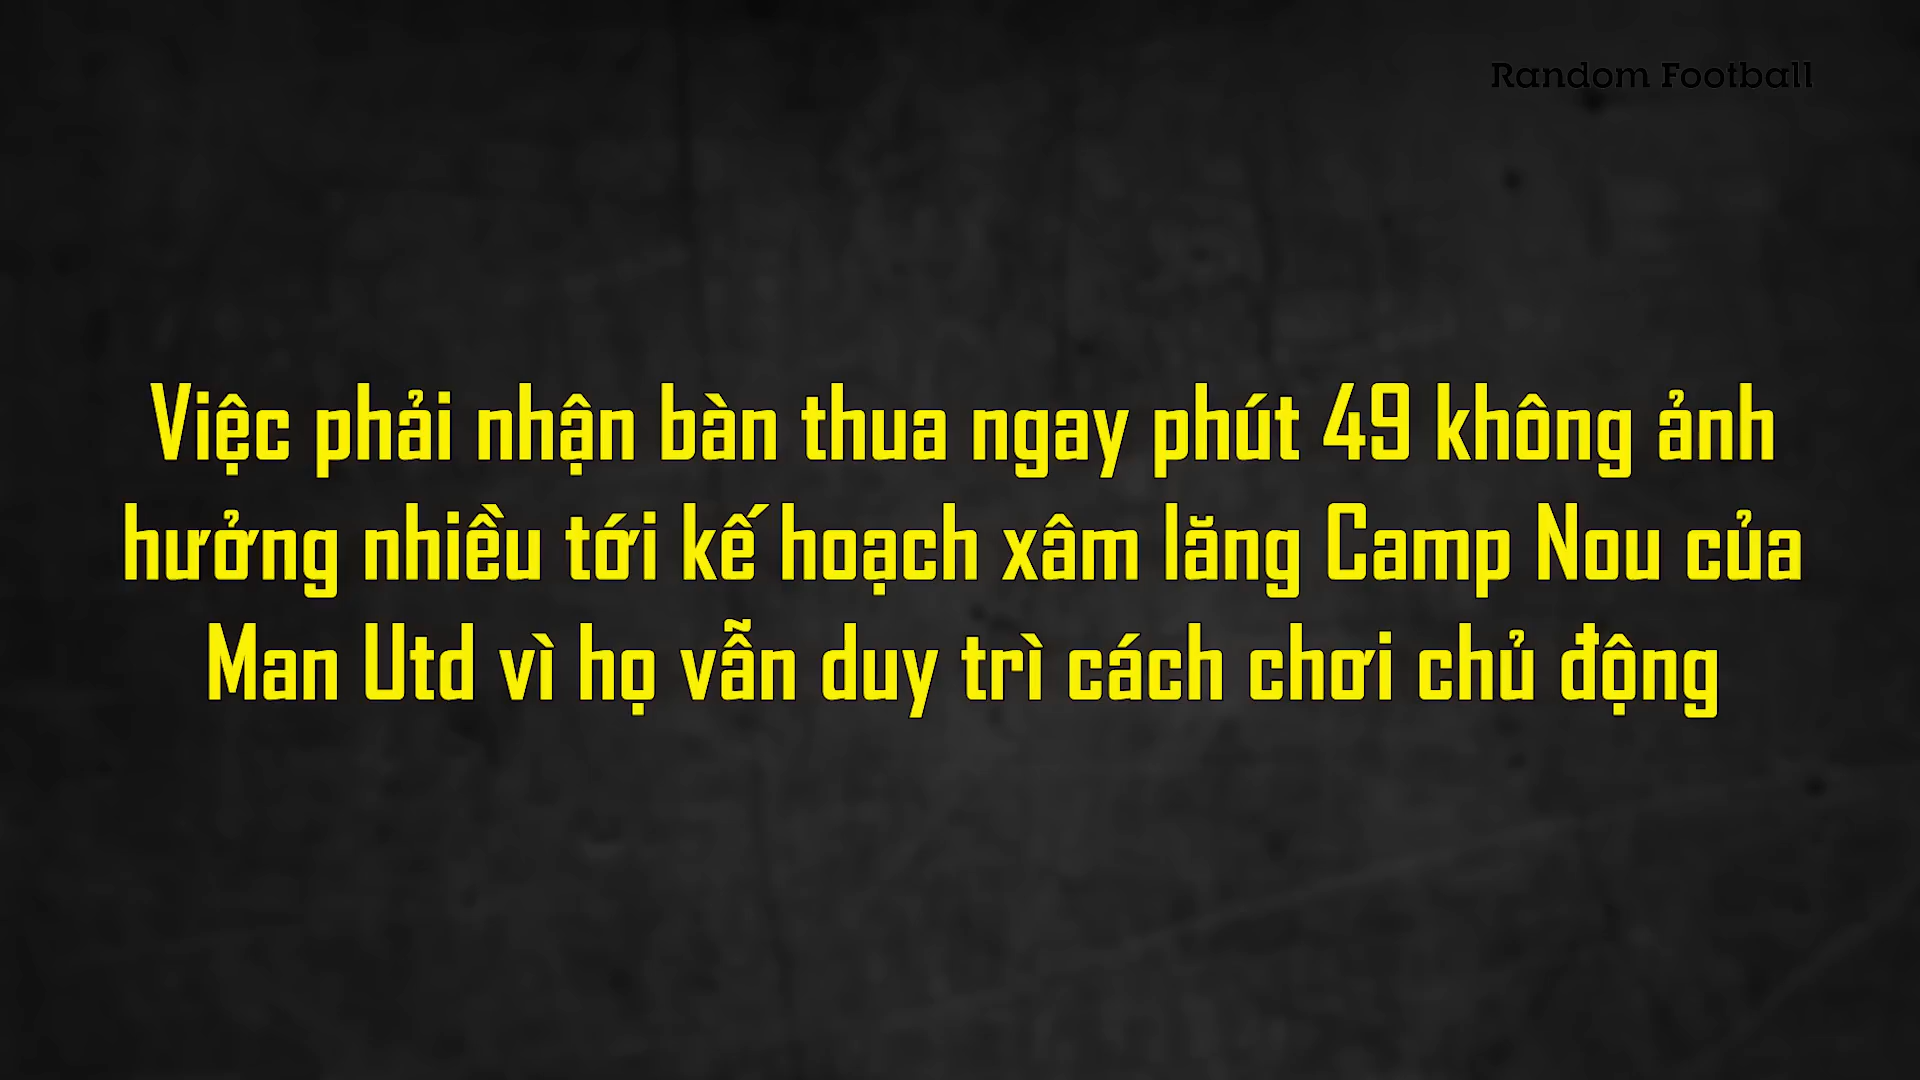 Random Football
Việc phải nhận bàn thua ngay phút 49 không ảnh
hưởng nhiều tới kế hoạch xâm lăng Camp Nou của
Man Utd vì họ vẫn duy trì cách chơi chủ động